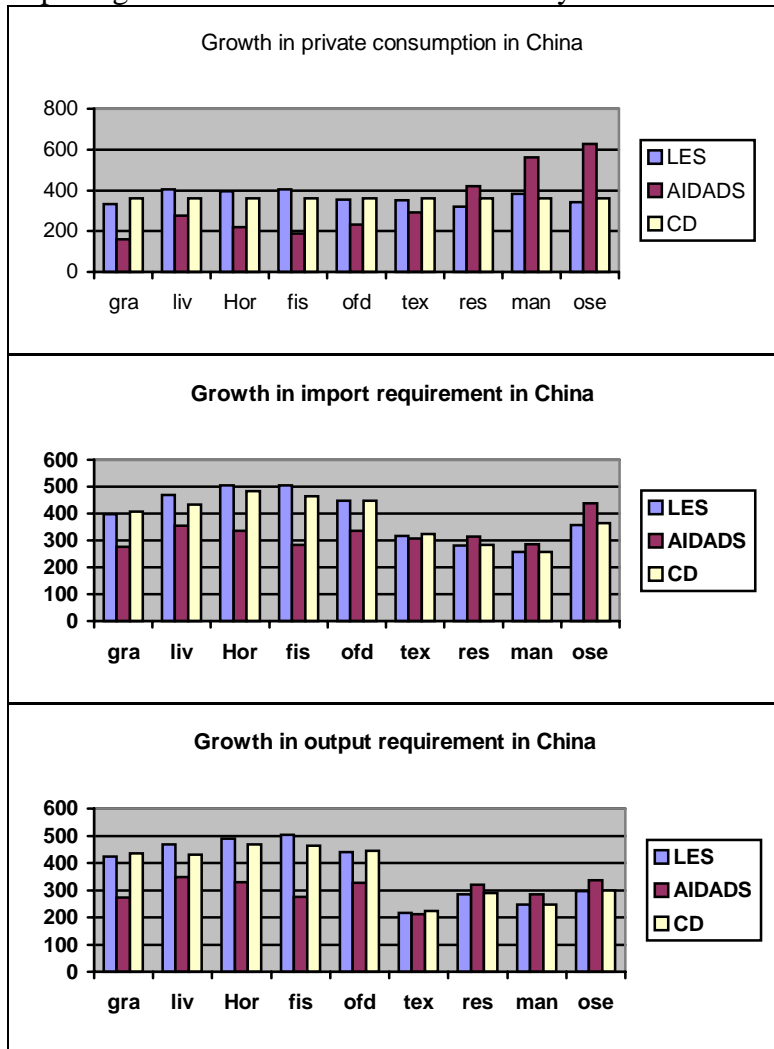 Growth in private consumption in China
800
600
400
200
0
gra liv Hor fis ofd tex res man ose
LES
AIDADS
CD
Growth in import requirement in China
600
500
400
300
200
100
0
gra liv Hor fis ofd tex res man ose
LES
AIDADS
CD
Growth in output requirement in China
600
500
400
300
200
100
0
gra liv Hor fis ofd tex res man ose
LES
AIDADS
CD